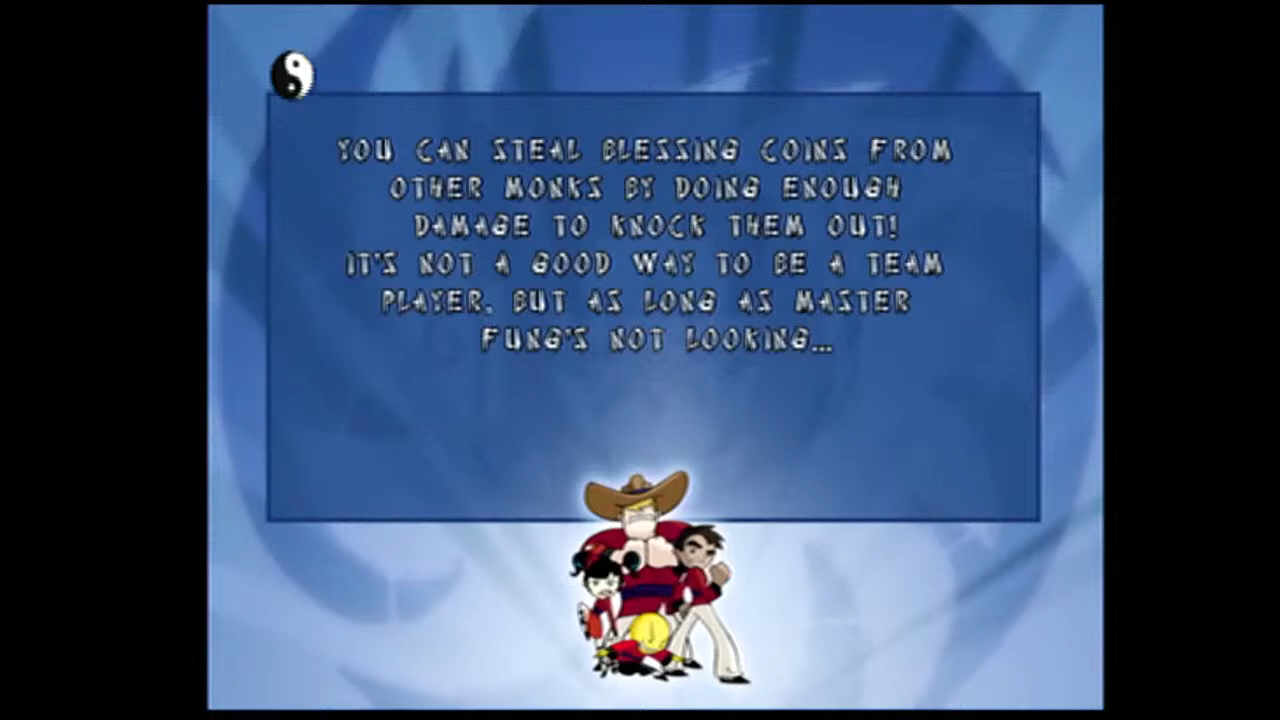 YOU CAN STEAL BLESSING COINS FROM
OTHER MONKS BY DOING ENOUGH
DAMAGE TO KNOCK THEM OUT!
IT'S NOT A GOOD WAY TO BE A TEAM
PLAYER, BUT AS LONG AS MASTER
FUNG'S NOT LOOKING...